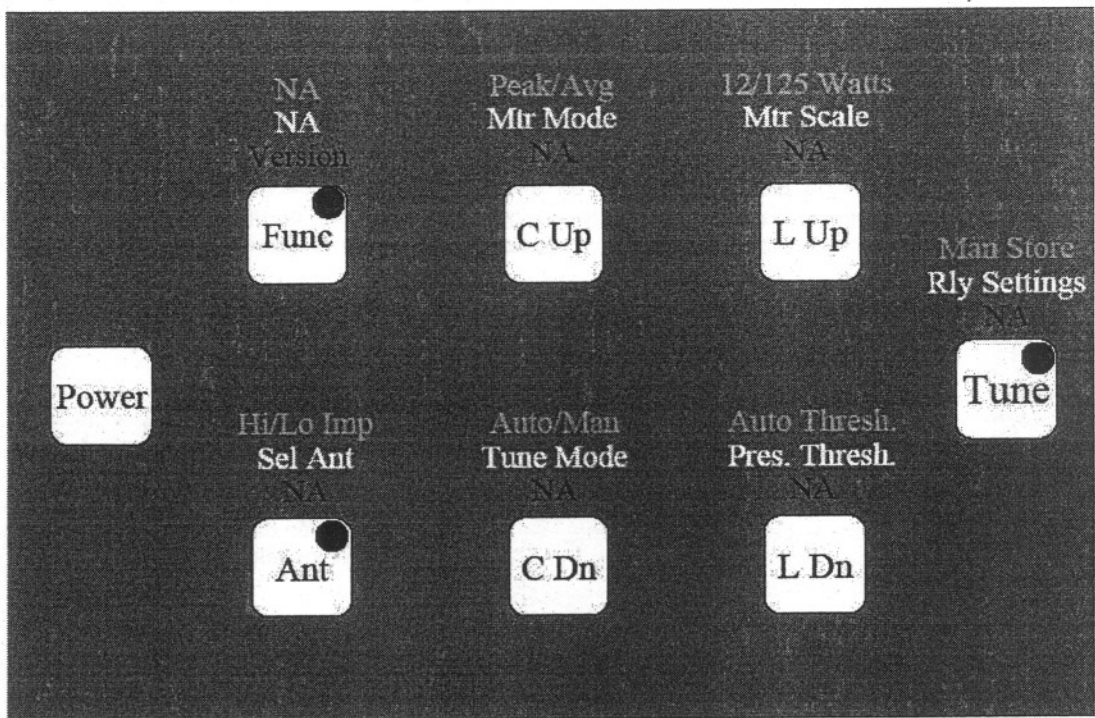 NA
NA
Version
Func
Peak/Avg
Mtr Mode
NA
C Up
12/125 Watts
Mtr Scale
NA
L Up
Man Store
Rly Settings
NA
Tune
Power
Hi/Lo Imp
Sel Ant
NA
Ant
Auto/Man
Tune Mode
NA
C Dn
Auto Thresh.
Pres. Thresh.
NA
L Dn